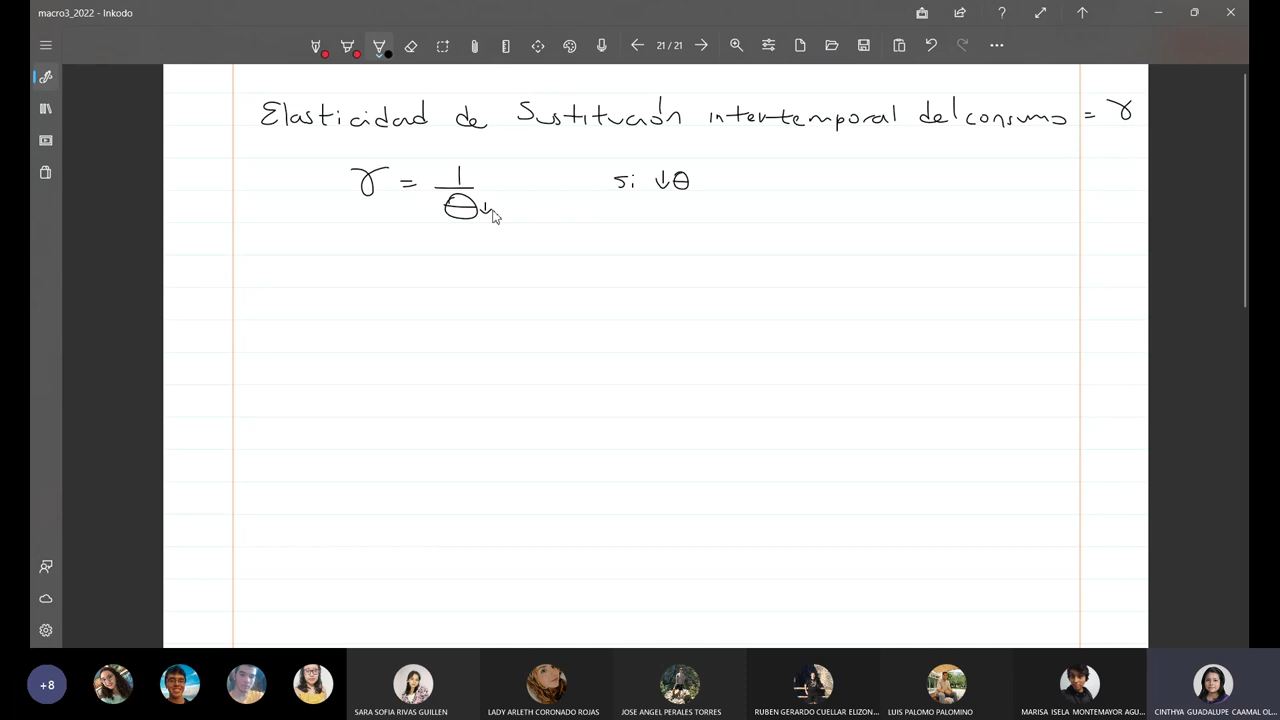 macro3_2022 - Inkodo
21 / 21
Elasticidad de Sustitución intertemporal del consumo = γ
γ = 1/θ↓ si ↓θ
+8
SARA SOFIA RIVAS GUILLEN
LADY ARLETH CORONADO ROJAS
JOSE ANGEL PERALES TORRES
RUBEN GERARDO CUELLAR ELIZON...
LUIS PALOMO PALOMINO
MARISA ISELA MONTEMAYOR AGU...
CINTHYA GUADALUPE CAAMAL OL...